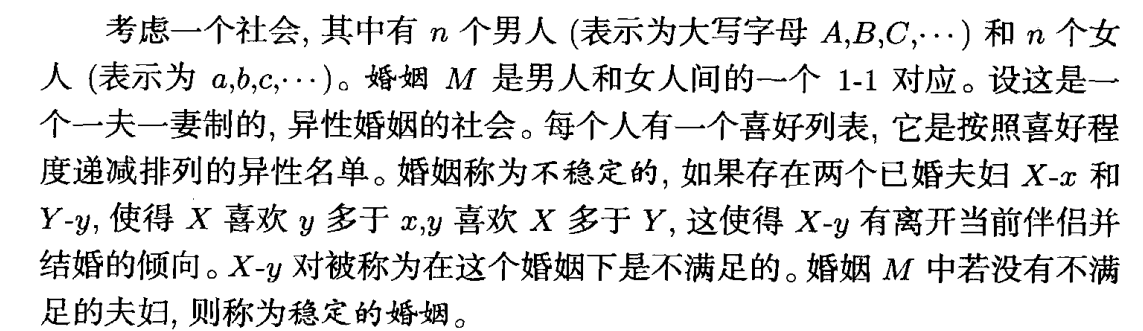 考虑一个社会, 其中有 n 个男人 (表示为大写字母 A,B,C,⋯) 和 n 个女
人 (表示为 a,b,c,⋯)。婚姻 M 是男人和女人间的一个 1-1 对应。设这是一
个一夫一妻制的, 异性婚姻的社会。每个人有一个喜好列表, 它是按照喜好程
度递减排列的异性名单。婚姻称为不稳定的, 如果存在两个已婚夫妇 X-x 和
Y-y, 使得 X 喜欢 y 多于 x,y 喜欢 X 多于 Y, 这使得 X-y 有离开当前伴侣并
结婚的倾向。X-y 对被称为在这个婚姻下是不满足的。婚姻 M 中若没有不满
足的夫妇, 则称为稳定的婚姻。